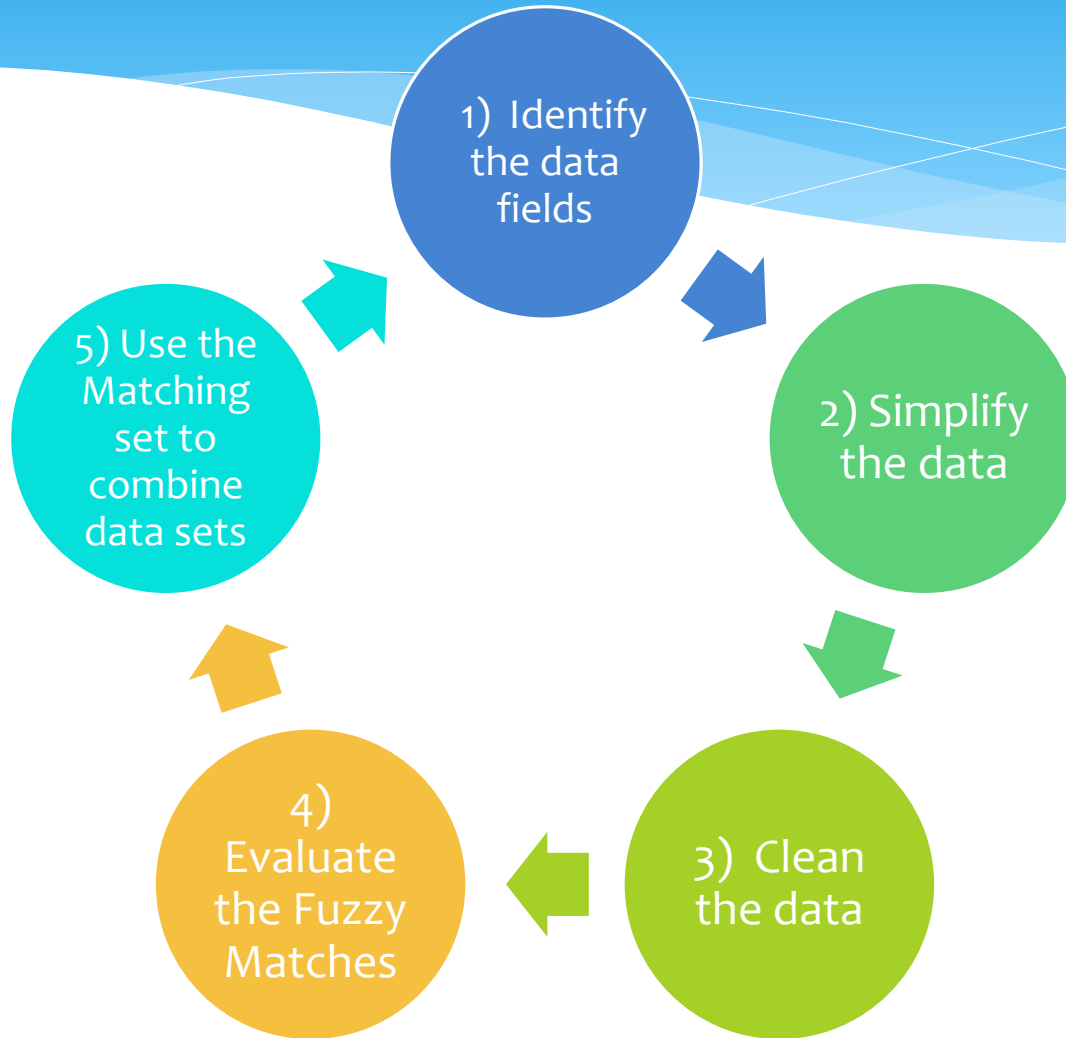 1) Identify
the data
fields
2) Simplify
the data
3) Clean
the data
4)
Evaluate
the Fuzzy
Matches
5) Use the
Matching
set to
combine
data sets